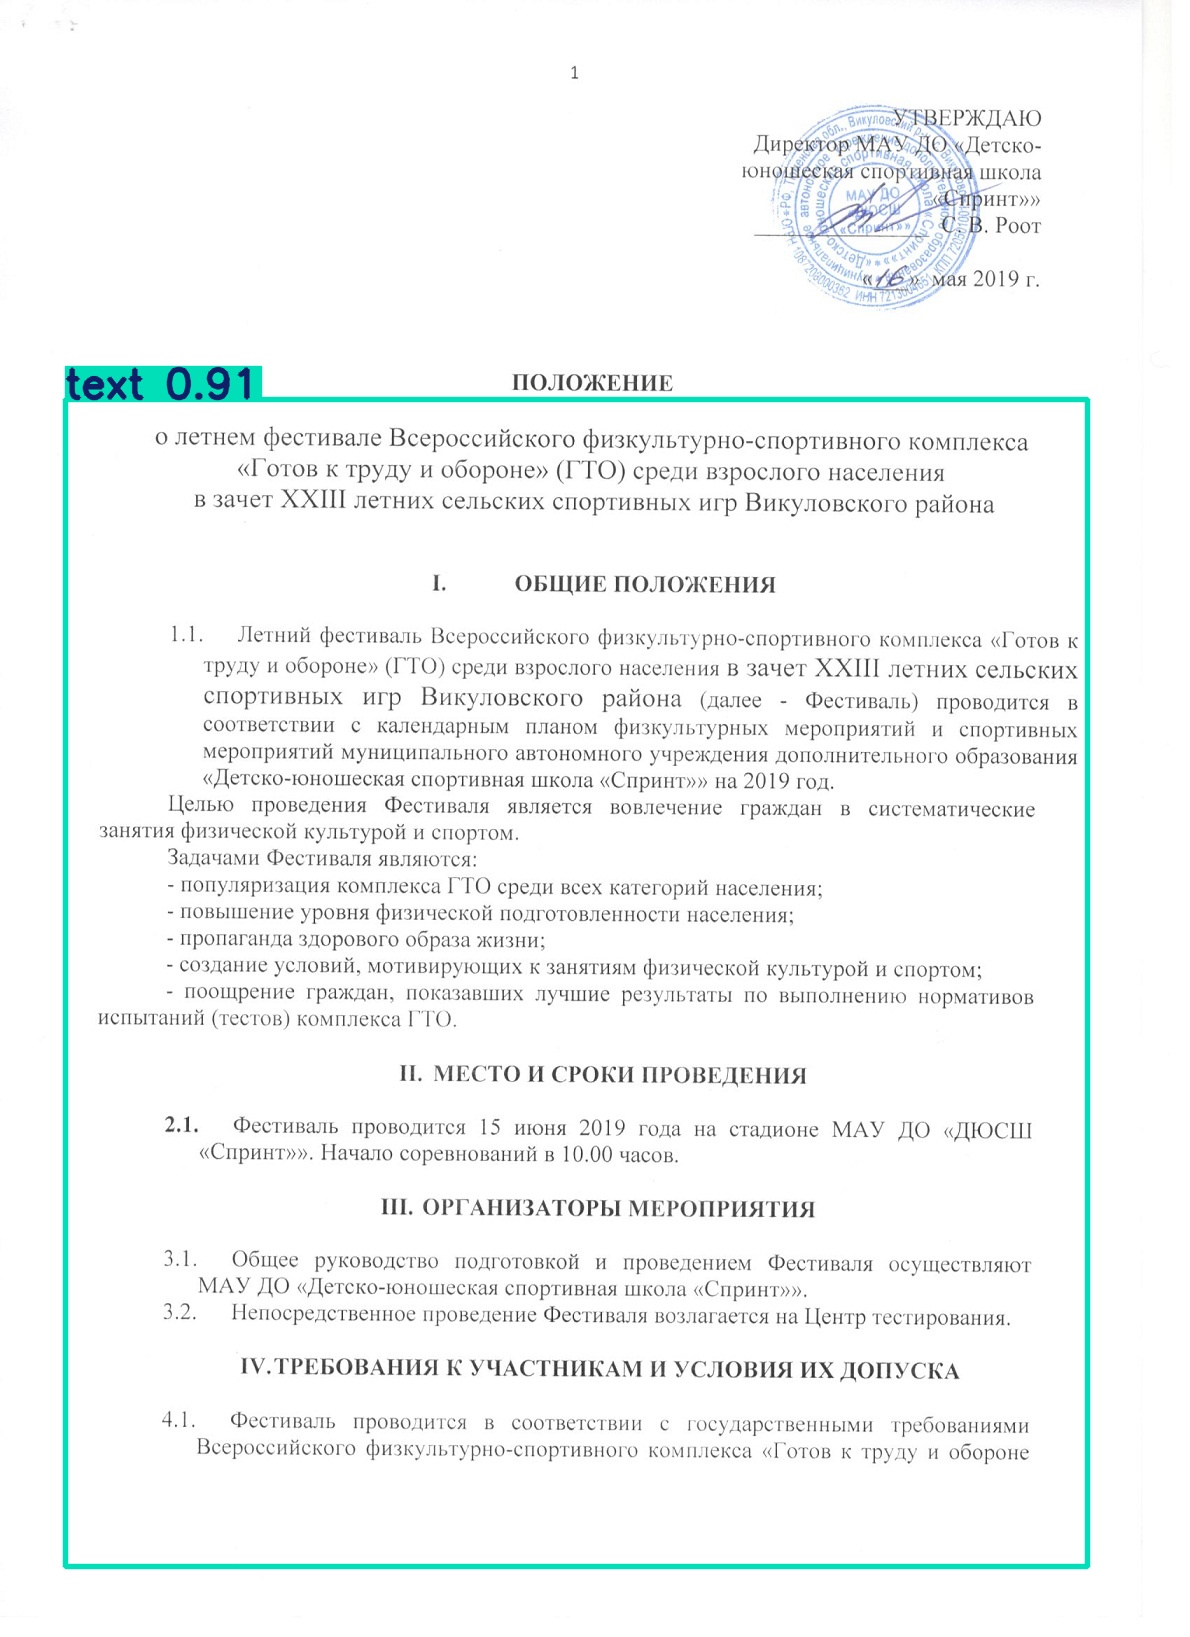 1
УТВЕРЖДАЮ
Директор МАУ ДО «Детско-
юношеская спортивная школа
«Спринт»»
С. В. Роот
«16» мая 2019 г.
МАУ ДО
«ДЮСШ
«Спринт»»
text 0.91
ПОЛОЖЕНИЕ
о летнем фестивале Всероссийского физкультурно-спортивного комплекса
«Готов к труду и обороне» (ГТО) среди взрослого населения
в зачет XXIII летних сельских спортивных игр Викуловского района
I. ОБЩИЕ ПОЛОЖЕНИЯ
1.1. Летний фестиваль Всероссийского физкультурно-спортивного комплекса «Готов к
труду и обороне» (ГТО) среди взрослого населения в зачет XXIII летних сельских
спортивных игр Викуловского района (далее - Фестиваль) проводится в
соответствии с календарным планом физкультурных мероприятий и спортивных
мероприятий муниципального автономного учреждения дополнительного образования
«Детско-юношеская спортивная школа «Спринт»» на 2019 год.
Целью проведения Фестиваля является вовлечение граждан в систематические
занятия физической культурой и спортом.
Задачами Фестиваля являются:
- популяризация комплекса ГТО среди всех категорий населения;
- повышение уровня физической подготовленности населения;
- пропаганда здорового образа жизни;
- создание условий, мотивирующих к занятиям физической культурой и спортом;
- поощрение граждан, показавших лучшие результаты по выполнению нормативов
испытаний (тестов) комплекса ГТО.
II. МЕСТО И СРОКИ ПРОВЕДЕНИЯ
2.1. Фестиваль проводится 15 июня 2019 года на стадионе МАУ ДО «ДЮСШ
«Спринт»». Начало соревнований в 10.00 часов.
III. ОРГАНИЗАТОРЫ МЕРОПРИЯТИЯ
3.1. Общее руководство подготовкой и проведением Фестиваля осуществляют
МАУ ДО «Детско-юношеская спортивная школа «Спринт»».
3.2. Непосредственное проведение Фестиваля возлагается на Центр тестирования.
IV. ТРЕБОВАНИЯ К УЧАСТНИКАМ И УСЛОВИЯ ИХ ДОПУСКА
4.1. Фестиваль проводится в соответствии с государственными требованиями
Всероссийского физкультурно-спортивного комплекса «Готов к труду и обороне